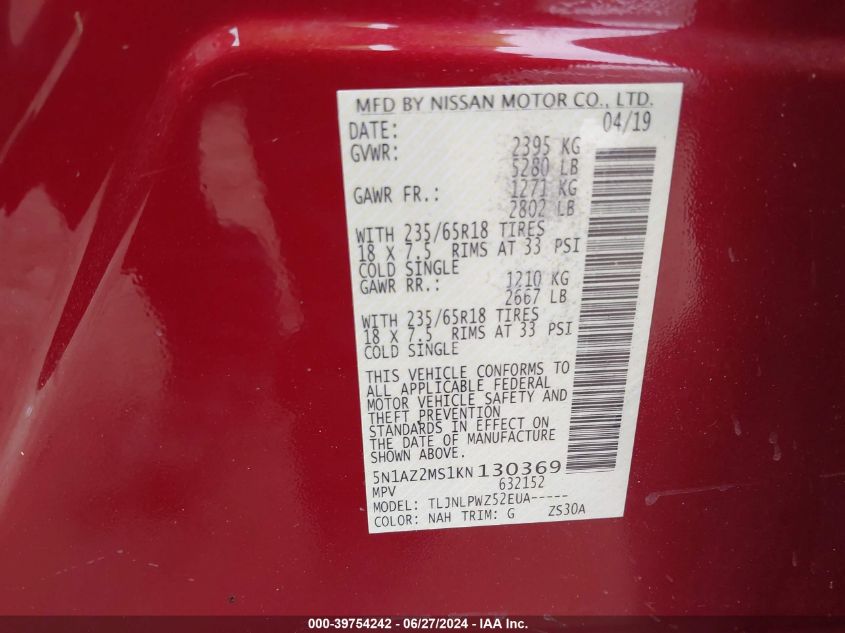 MFD BY NISSAN MOTOR CO., LTD.
DATE: 04/19
GVWR: 2395 KG
5280 LB
GAWR FR.: 1271 KG
2802 LB
WITH 235/65R18 TIRES
18 X 7.5 RIMS AT 33 PSI
COLD SINGLE
GAWR RR.: 1210 KG
2667 LB
WITH 235/65R18 TIRES
18 X 7.5 RIMS AT 33 PSI
COLD SINGLE
THIS VEHICLE CONFORMS TO
ALL APPLICABLE FEDERAL
MOTOR VEHICLE SAFETY AND
THEFT PREVENTION
STANDARDS IN EFFECT ON
THE DATE OF MANUFACTURE
SHOWN ABOVE.
5N1AZ2MS1KN130369
MPV 632152
MODEL: TLJNLPWZ52EUA-----
COLOR: NAH TRIM: G ZS30A
000-39754242 - 06/27/2024 - IAA Inc.